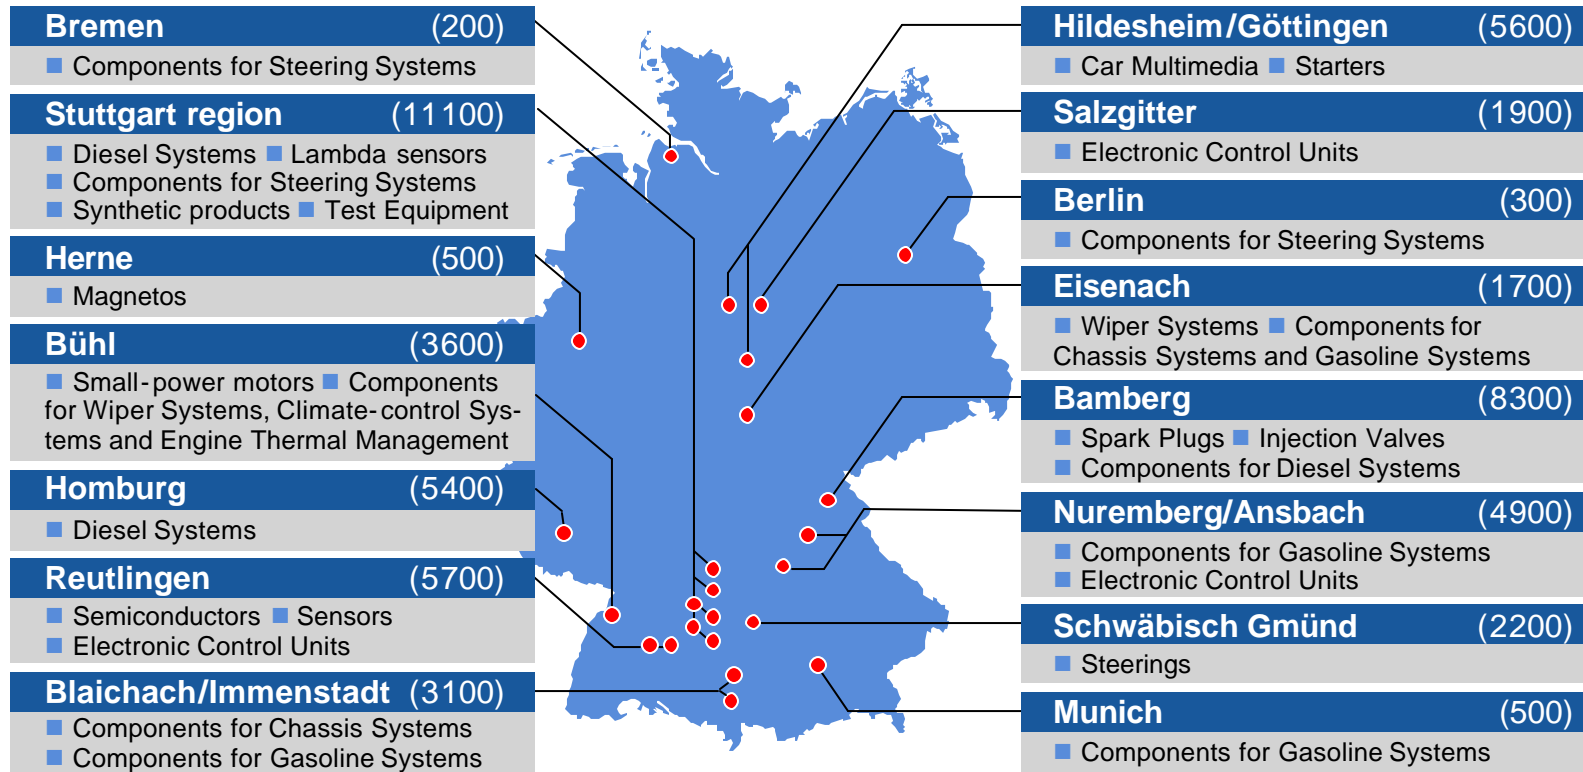 Bremen (200)
Components for Steering Systems
Stuttgart region (11100)
Diesel Systems Lambda sensors
Components for Steering Systems
Synthetic products Test Equipment
Herne (500)
Magnetos
Bühl (3600)
Small-power motors Components
for Wiper Systems, Climate-control Sys-
tems and Engine Thermal Management
Homburg (5400)
Diesel Systems
Reutlingen (5700)
Semiconductors Sensors
Electronic Control Units
Blaichach/Immenstadt (3100)
Components for Chassis Systems
Components for Gasoline Systems
Hildesheim/Göttingen (5600)
Car Multimedia Starters
Salzgitter (1900)
Electronic Control Units
Berlin (300)
Components for Steering Systems
Eisenach (1700)
Wiper Systems Components for
Chassis Systems and Gasoline Systems
Bamberg (8300)
Spark Plugs Injection Valves
Components for Diesel Systems
Nuremberg/Ansbach (4900)
Components for Gasoline Systems
Electronic Control Units
Schwäbisch Gmünd (2200)
Steerings
Munich (500)
Components for Gasoline Systems